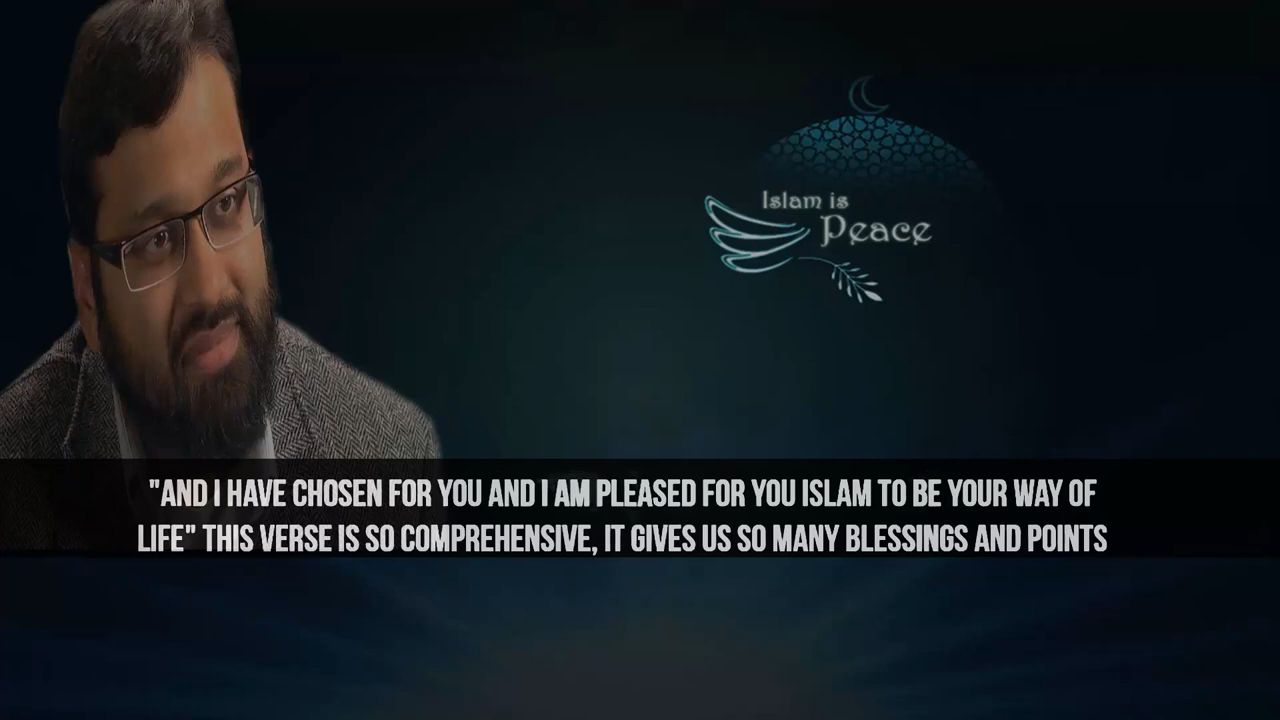 Islam is
Peace
"AND I HAVE CHOSEN FOR YOU AND I AM PLEASED FOR YOU ISLAM TO BE YOUR WAY OF
LIFE" THIS VERSE IS SO COMPREHENSIVE, IT GIVES US SO MANY BLESSINGS AND POINTS